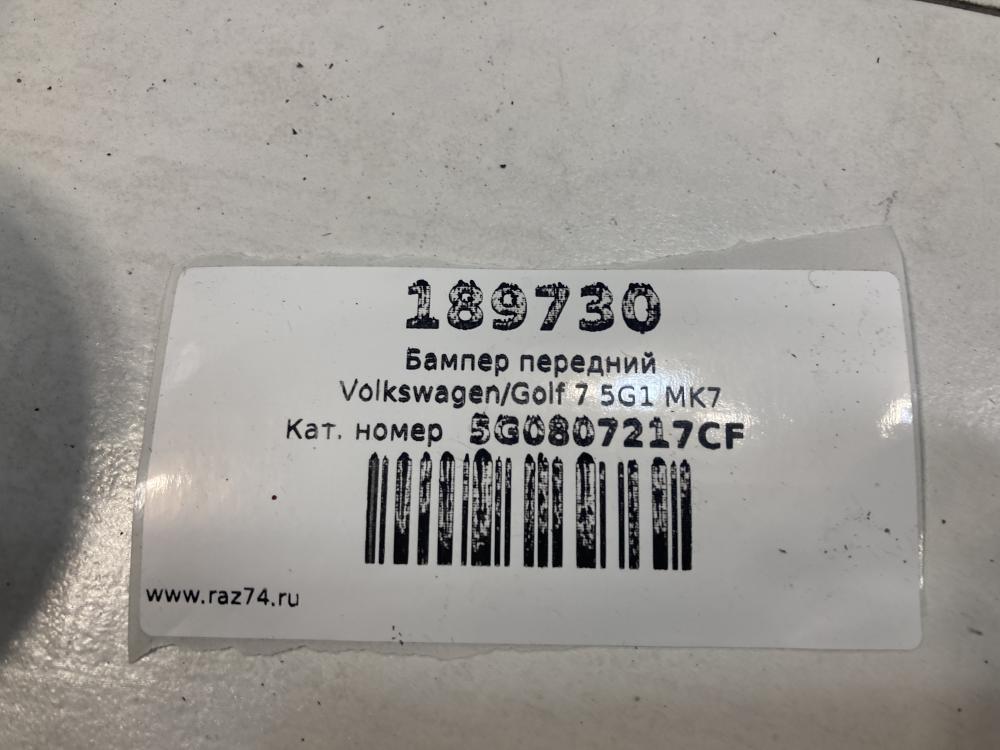 189730
Бампер передний
Volkswagen/Golf 7 5G1 MK7
Кат. номер 5G0807217CF
www.raz74.ru